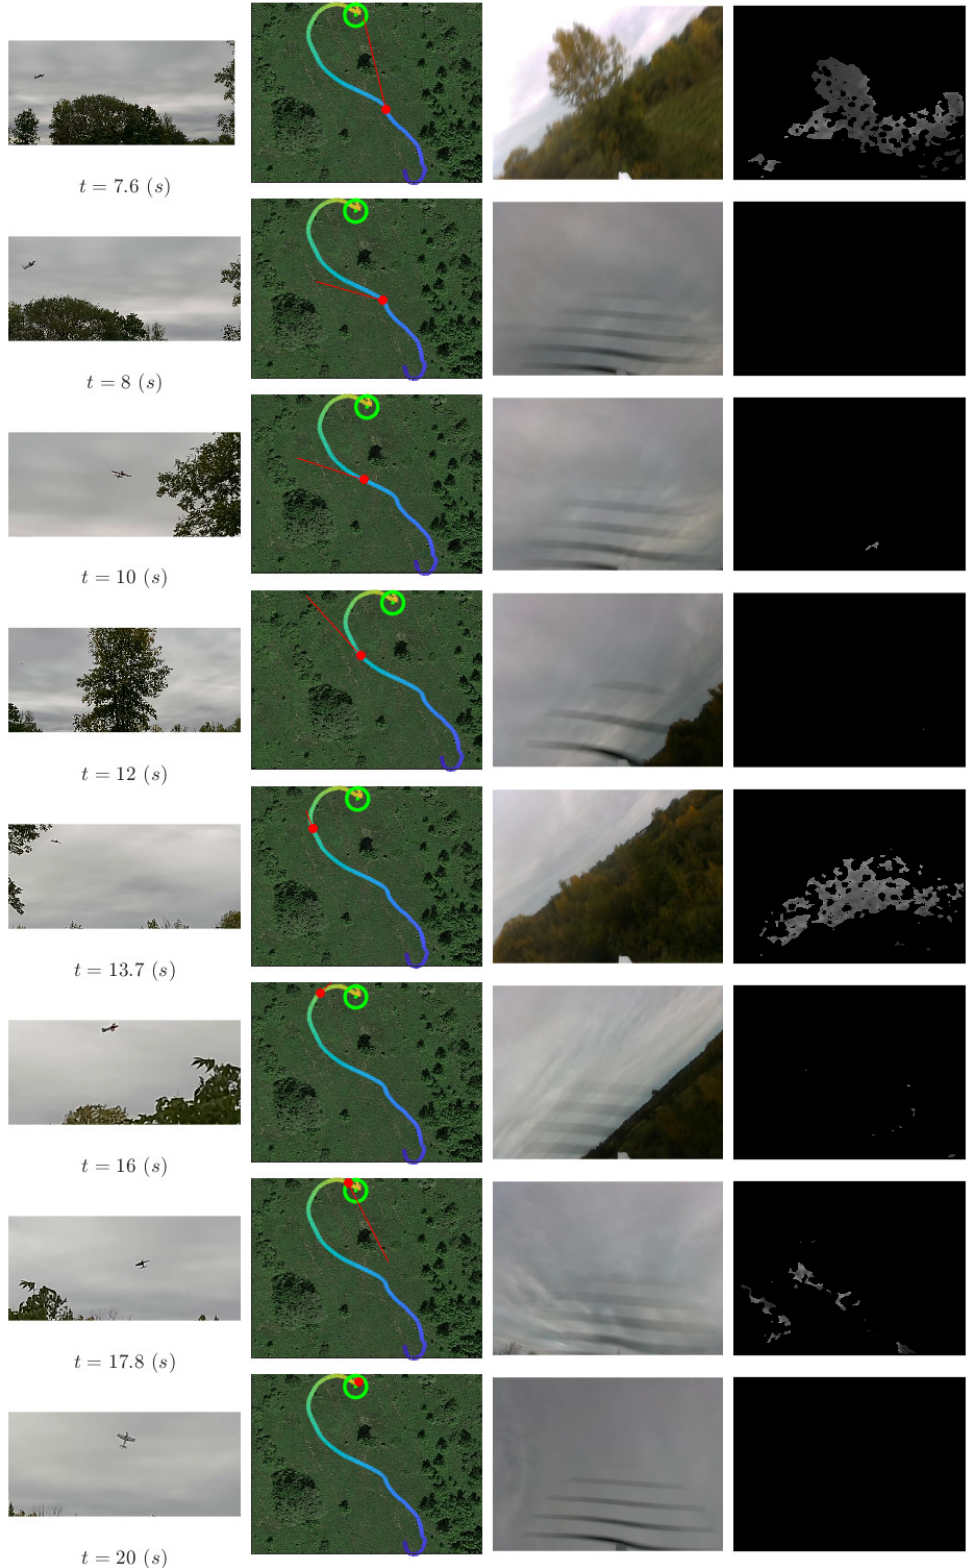 t = 7.6 (s)
t = 8 (s)
t = 10 (s)
t = 12 (s)
t = 13.7 (s)
t = 16 (s)
t = 17.8 (s)
t = 20 (s)